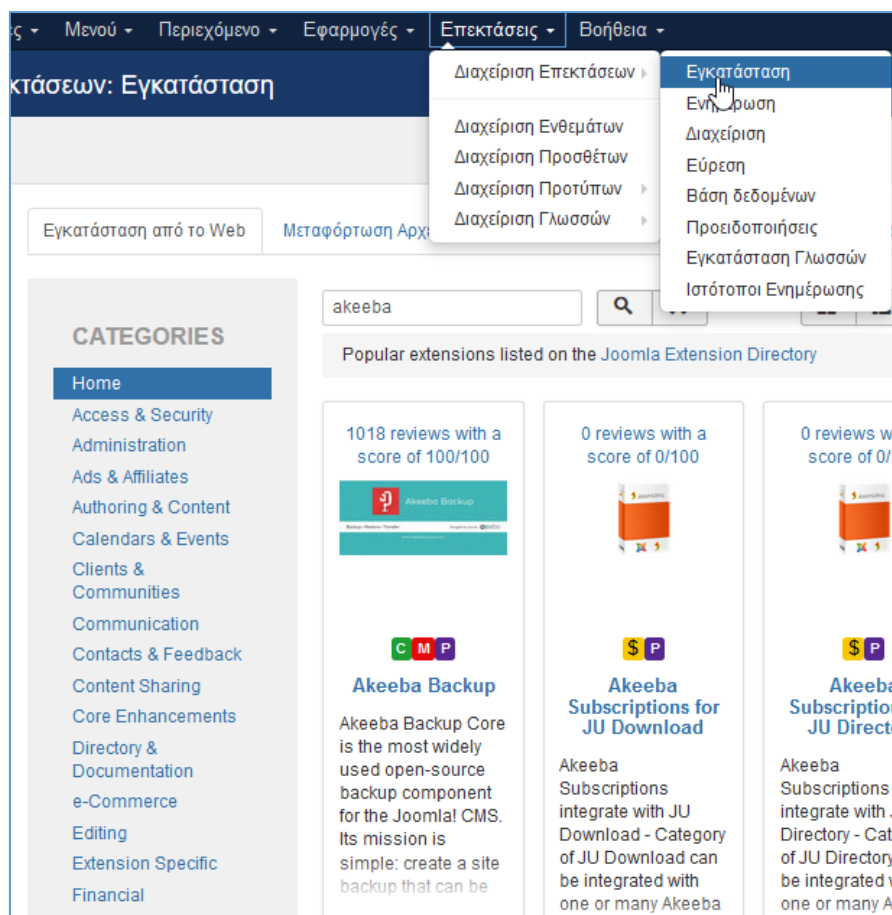 ές Μενού Περιεχόμενο Εφαρμογές Επεκτάσεις Βοήθεια
κτάσεων: Εγκατάσταση
Διαχείριση Επεκτάσεων
Διαχείριση Ενθεμάτων
Διαχείριση Προσθέτων
Διαχείριση Προτύπων
Διαχείριση Γλωσσών
Εγκατάσταση
Ενημέρωση
Διαχείριση
Εύρεση
Βάση δεδομένων
Προειδοποιήσεις
Εγκατάσταση Γλωσσών
Ιστότοποι Ενημέρωσης
Εγκατάσταση από το Web Μεταφόρτωση Αρχε
akeeba
Popular extensions listed on the Joomla Extension Directory
CATEGORIES
Home
Access & Security
Administration
Ads & Affiliates
Authoring & Content
Calendars & Events
Clients &
Communities
Communication
Contacts & Feedback
Content Sharing
Core Enhancements
Directory &
Documentation
e-Commerce
Editing
Extension Specific
Financial
1018 reviews with a
score of 100/100
Akeeba Backup
C M P
Akeeba Backup
Akeeba Backup Core
is the most widely
used open-source
backup component
for the Joomla! CMS.
Its mission is
simple: create a site
backup that can be
0 reviews with a
score of 0/100
$ P
Akeeba
Subscriptions for
JU Download
Akeeba
Subscriptions
integrate with JU
Download - Category
of JU Download can
be integrated with
one or many Akeeba
0 reviews w
score of 0/
$ P
Akeeba
Subscription
JU Direct
Akeeba
Subscriptions
integrate with
Directory - Cat
of JU Directory
be integrated w
one or many A